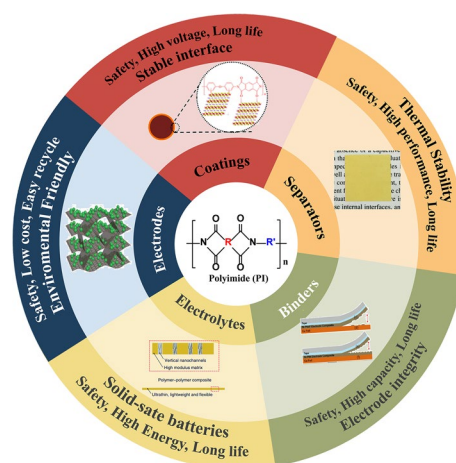 Safety, High voltage, Long life
Stable interface
Coatings
Thermal Stability
Safety, High performance, Long life
Separators
Safety, Low cost, Easy recycle
Enviromental Friendly
Electrodes
O
O
N
R
N
R'
O
O
n
Polyimide (PI)
Binders
Electrolytes
Vertical nanochannels
High modulus matrix
Polymer–polymer composite
Ultrathin, lightweight and flexible
Solid-sate batteries
Safety, High Energy, Long life
Safety, High capacity, Long life
Electrode integrity